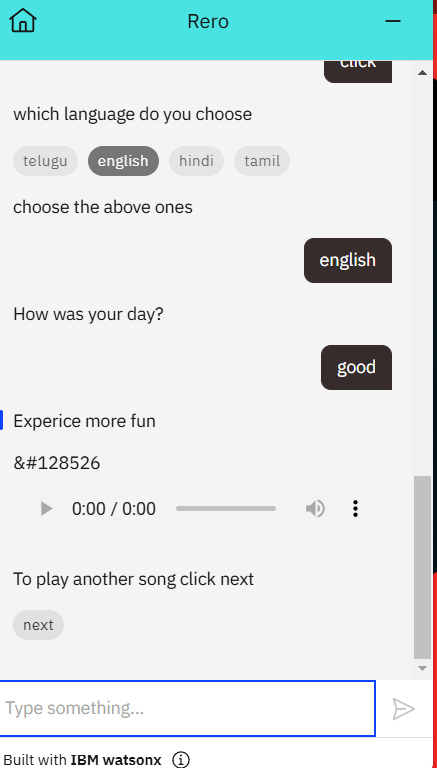 Rero
click
which language do you choose
telugu english hindi tamil
choose the above ones
english
How was your day?
good
Experice more fun
&#128526
0:00 / 0:00
To play another song click next
next
Type something...
Built with IBM watsonx